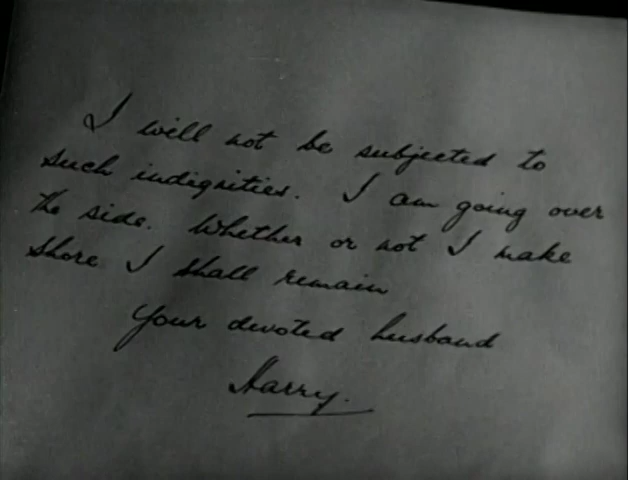 I will not be subjected to
such indignities. I am going over
the side. Whether or not I make
shore I shall remain
Your devoted husband
Harry.